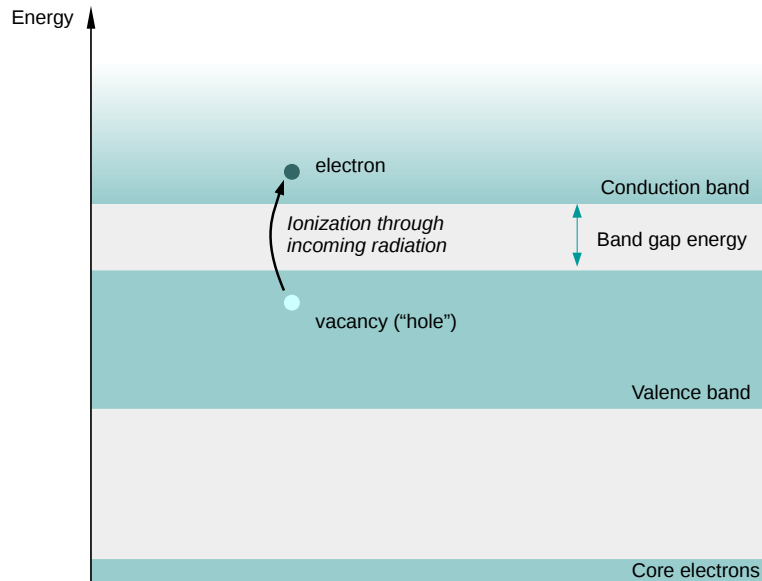 Energy
electron
Conduction band
Ionization through
incoming radiation
Band gap energy
vacancy (“hole”)
Valence band
Core electrons